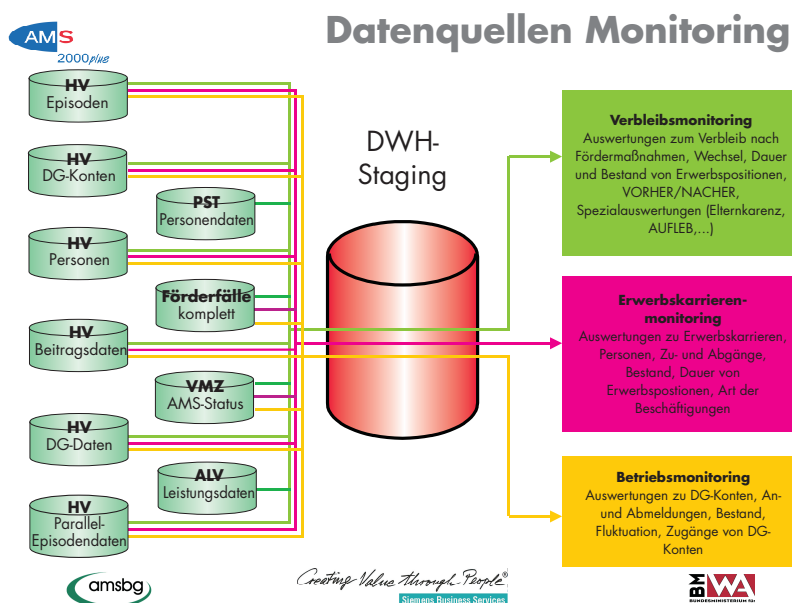 Datenquellen Monitoring
AMS
2000plus
HV
Episoden
HV
DG-Konten
PST
Personendaten
HV
Personen
Förderfälle
komplett
HV
Beitragsdaten
VMZ
AMS-Status
HV
DG-Daten
ALV
Leistungsdaten
HV
Parallel-
Episodendaten
DWH-
Staging
Verbleibsmonitoring
Auswertungen zum Verbleib nach
Fördermaßnahmen, Wechsel, Dauer
und Bestand von Erwerbspositionen,
VORHER/NACHER,
Spezialauswertungen (Elternkarenz,
AUFLEB,...)
Erwerbskarrieren-
monitoring
Auswertungen zu Erwerbskarrieren,
Personen, Zu- und Abgänge,
Bestand, Dauer von
Erwerbspostionen, Art der
Beschäftigungen
Betriebsmonitoring
Auswertungen zu DG-Konten, An-
und Abmeldungen, Bestand,
Fluktuation, Zugänge von DG-
Konten
amsbg
Creating Value through People®
Siemens Business Services
BM
WA
BUNDESMINISTERIUM für